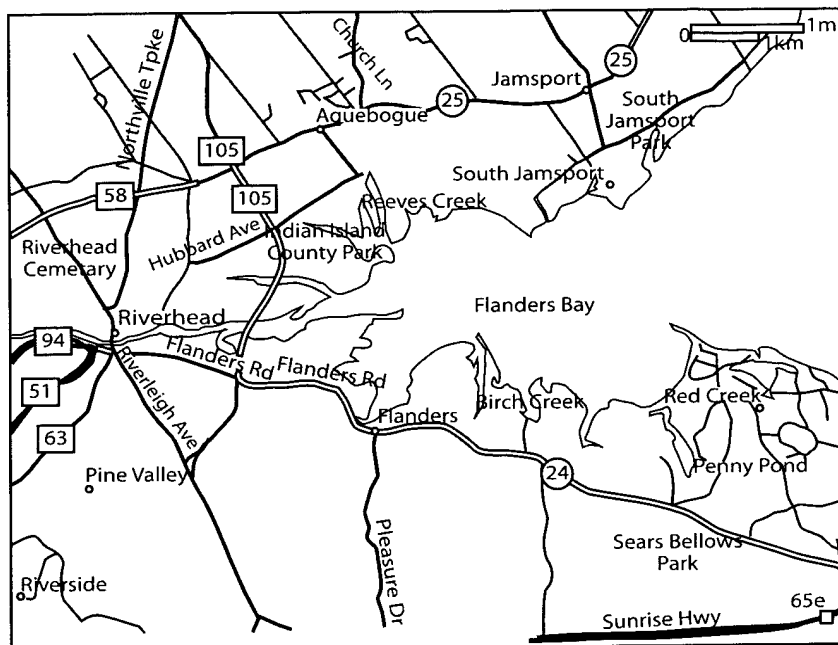 1m
0
km
Northville Tpke
Church Ln
25
Jamsport
25
Aquebogue
South
Jamsport
Park
105
58
105
South Jamsport
Reeves Creek
Hubbard Ave
Indian Island
County Park
Riverhead
Cemetary
Flanders Bay
Riverhead
94
Flanders Rd
Flanders Rd
51
Riverleigh Ave
Birch Creek
Red Creek
Flanders
63
Penny Pond
Pine Valley
24
Pleasure Dr
Sears Bellows
Park
Riverside
65e
Sunrise Hwy